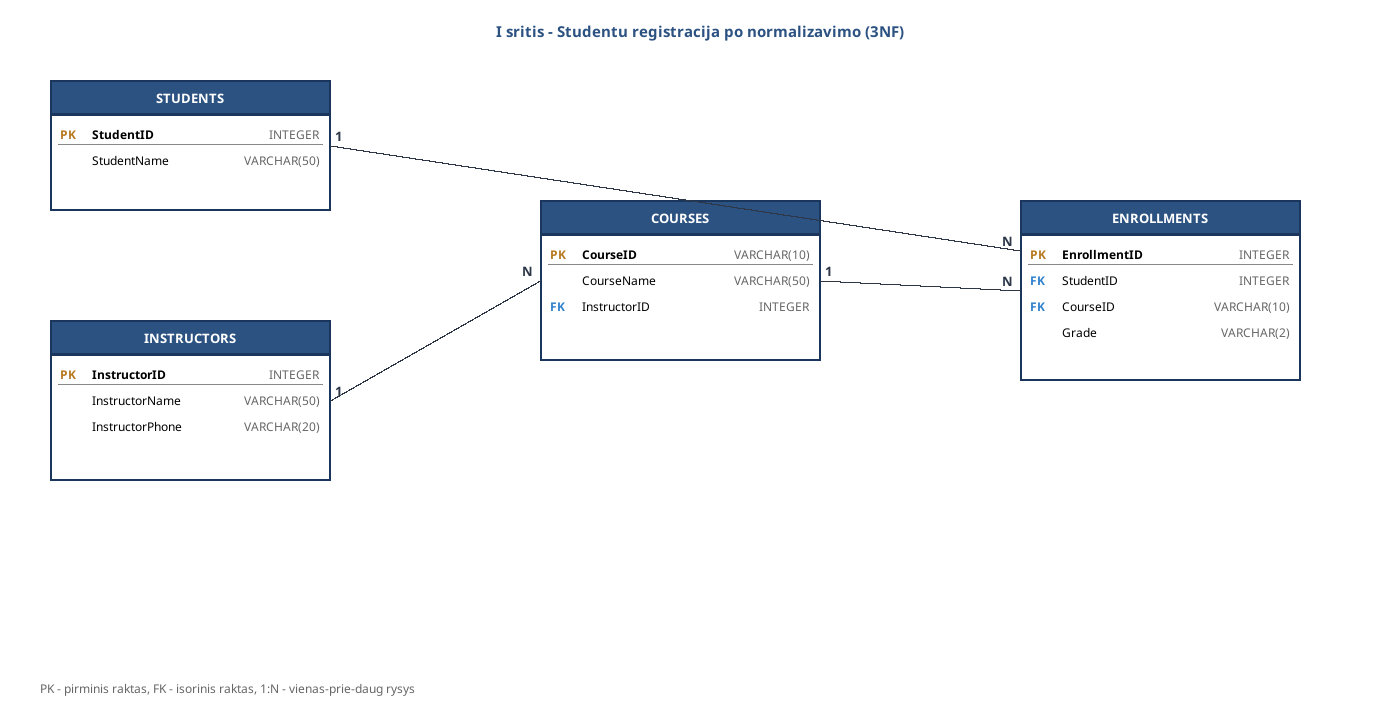 I sritis - Studentu registracija po normalizavimo (3NF)
STUDENTS
PK StudentID INTEGER
StudentName VARCHAR(50)
1
COURSES
PK CourseID VARCHAR(10)
CourseName VARCHAR(50)
FK InstructorID INTEGER
N
1
ENROLLMENTS
PK EnrollmentID INTEGER
FK StudentID INTEGER
FK CourseID VARCHAR(10)
Grade VARCHAR(2)
N
N
INSTRUCTORS
PK InstructorID INTEGER
InstructorName VARCHAR(50)
InstructorPhone VARCHAR(20)
1
PK - pirminis raktas, FK - isorinis raktas, 1:N - vienas-prie-daug rysys